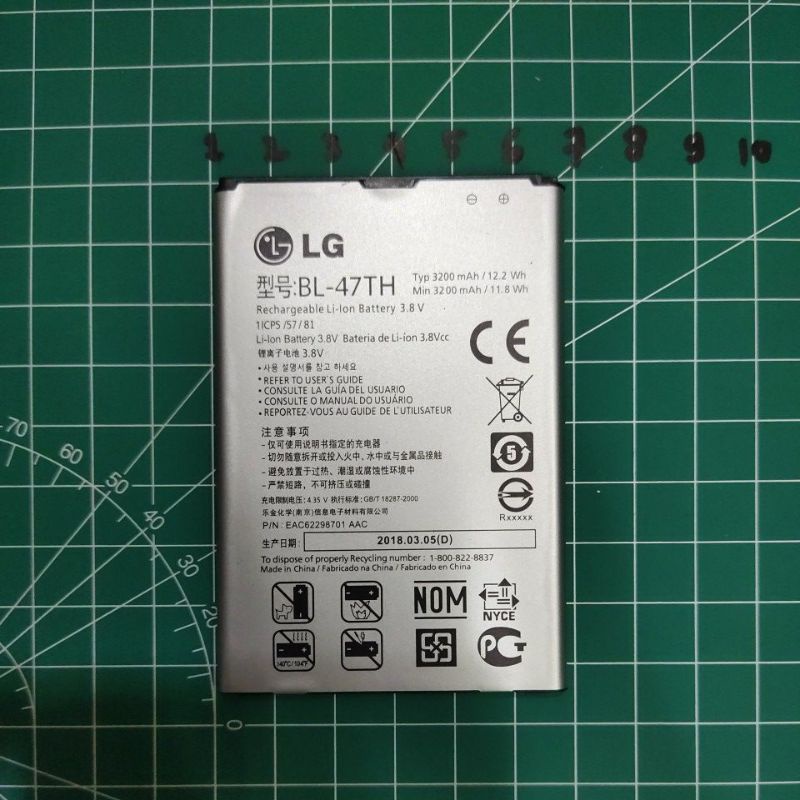 1 2 3 4 5 6 7 8 9 10
LG
型号:BL-47TH
Typ 3200 mAh / 12.2 Wh
Min 3200 mAh / 11.8 Wh
Rechargeable Li-Ion Battery 3.8 V
1ICP5 /57 / 81
Li-Ion Battery 3.8V Bateria de Li-íon 3.8Vcc
锂离子电池 3.8V
• 사용 설명서를 참고 하세요
* REFER TO USER'S GUIDE
• CONSULTE LA GUÍA DEL USUARIO
• CONSULTE O MANUAL DO USUÁRIO
• REPORTEZ-VOUS AU GUIDE DE L'UTILISATEUR
CE
注意事项
- 仅可使用说明书指定的充电器
- 切勿随意拆开或投入火中、水中或与金属品接触
- 避免放置于过热、潮湿或腐蚀性环境中
- 严禁短路，不可挤压或碰撞
5
充电限制电压: 4.35 V 执行标准: GB/T 18287-2000
乐金化学(南京)信息电子材料有限公司
P/N : EAC62298701 AAC
Rxxxxx
生产日期:
2018.03.05(D)
To dispose of properly Recycling number : 1-800-822-8837
Made in China / Fabricado na China / Fabricado en China
NOM
NYCE
>40°C/104°F
PCT
70
60
50
40
30
20
0